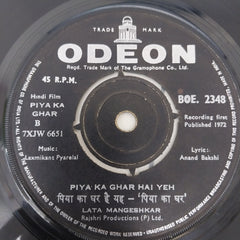 TRADE MARK
ODEON
Regd. Trade Mark of The Gramophone Co., Ltd.
45 R.P.M.
BOE. 2348
Hindi Film
PIYA KA
GHAR
B
7XJW 6651
Recording first
Published 1972
Music:
Laxmikant Pyarelal
Lyric:
Anand Bakshi
PIYA KA GHAR HAI YEH
पिया का घर है यह - 'पिया का घर'
LATA MANGESHKAR
Rajshri Productions (P) Ltd.